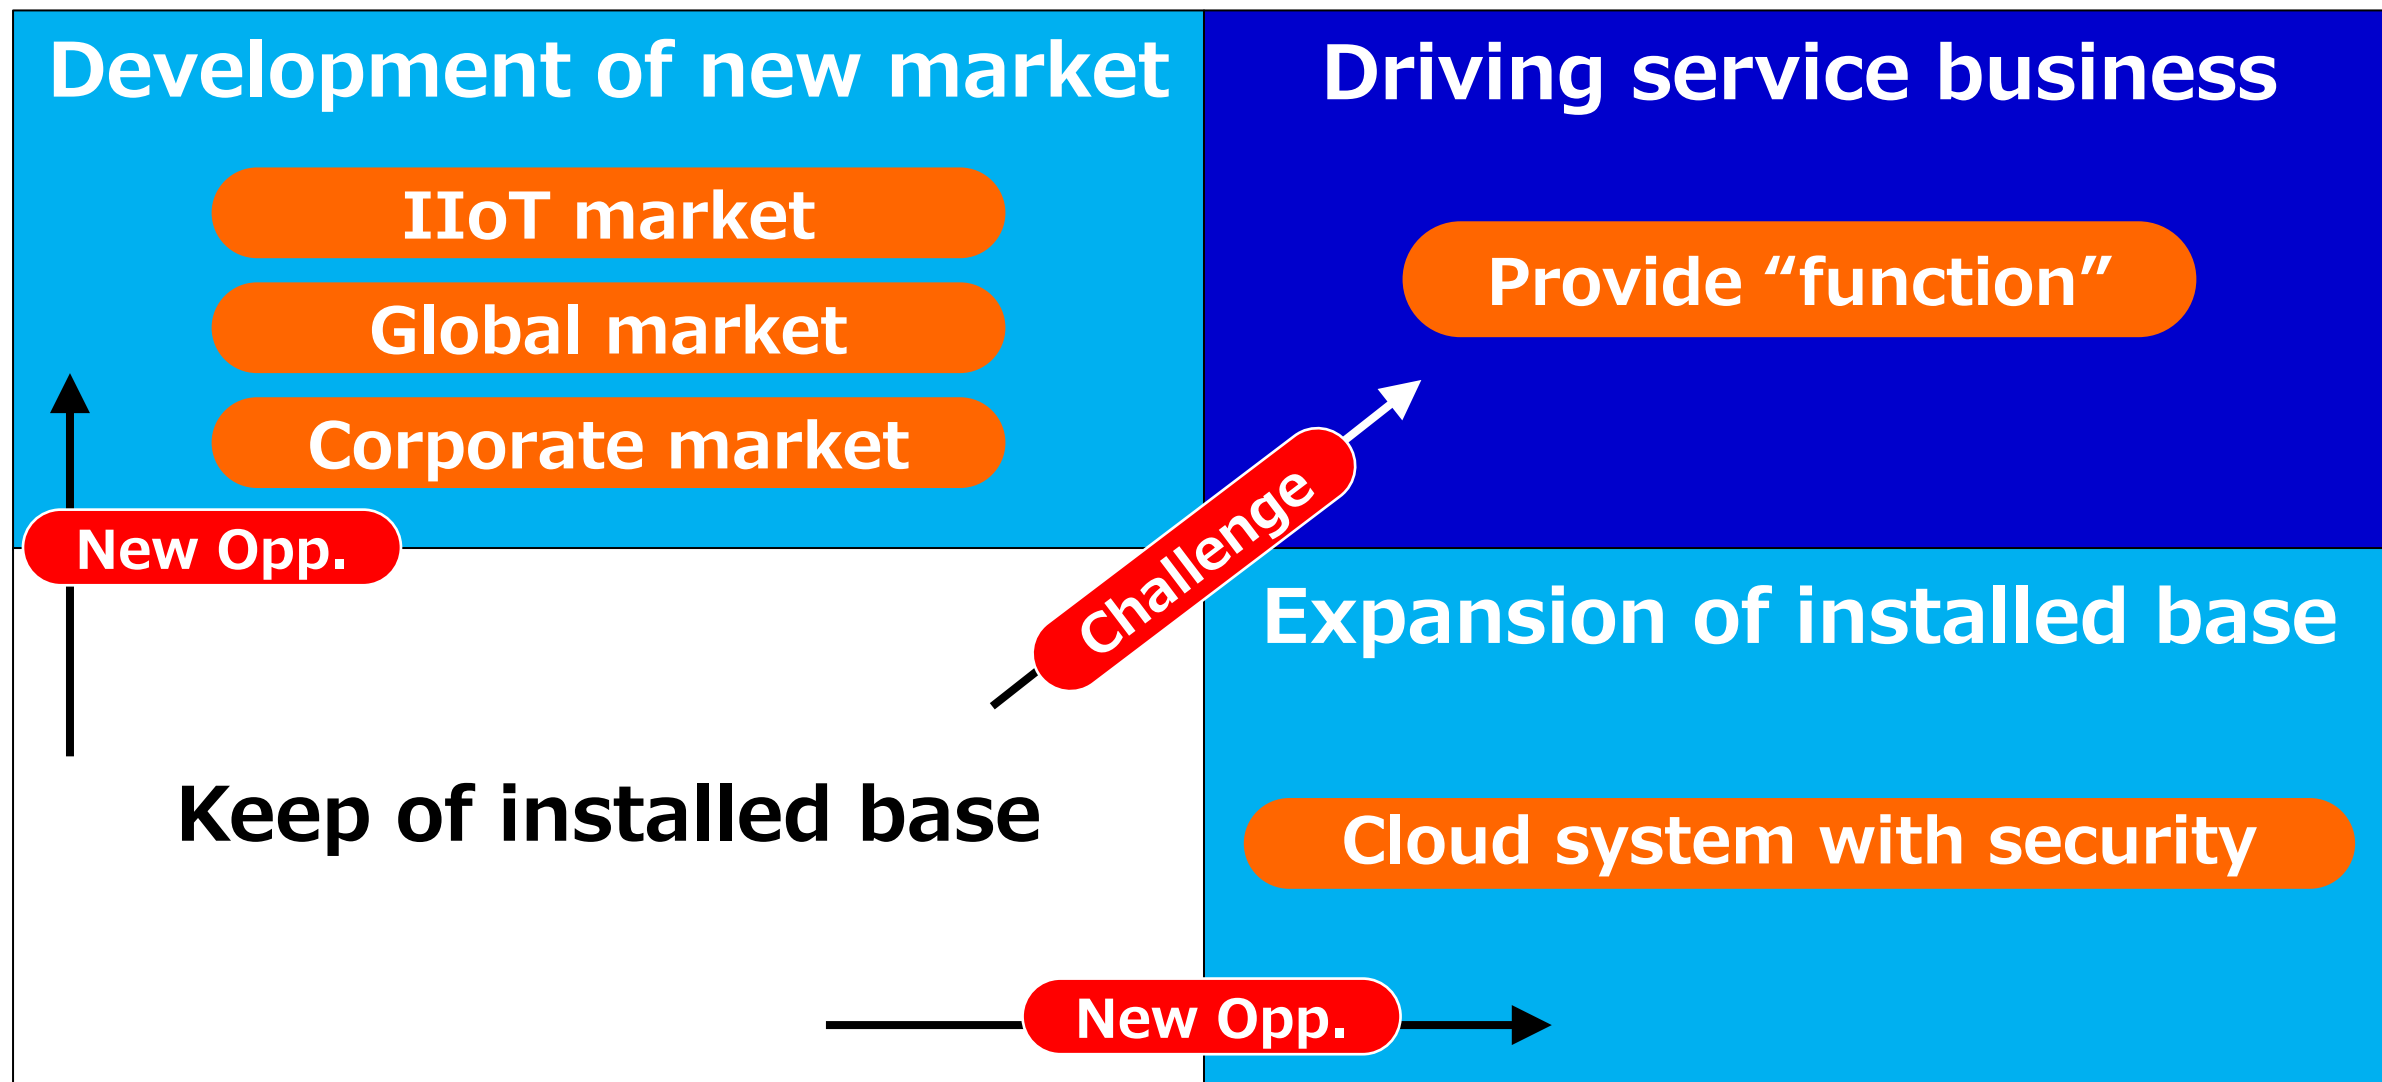 Development of new market
IIoT market
Global market
Corporate market
New Opp.
Driving service business
Provide “function”
Challenge
Keep of installed base
Expansion of installed base
Cloud system with security
New Opp.